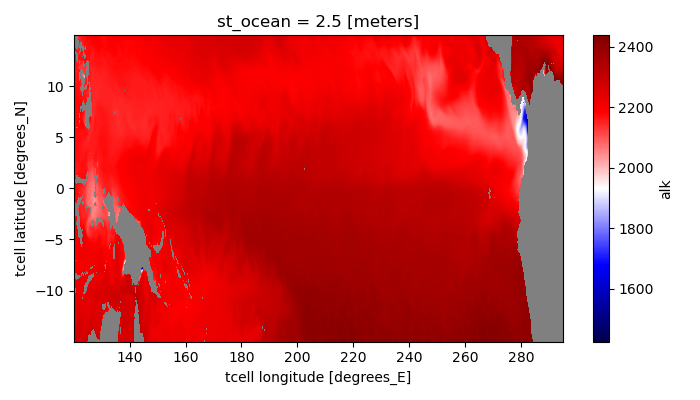 st_ocean = 2.5 [meters]
10
5
0
−5
−10
tcell latitude [degrees_N]
140 160 180 200 220 240 260 280
tcell longitude [degrees_E]
2400
2200
2000
1800
1600
alk